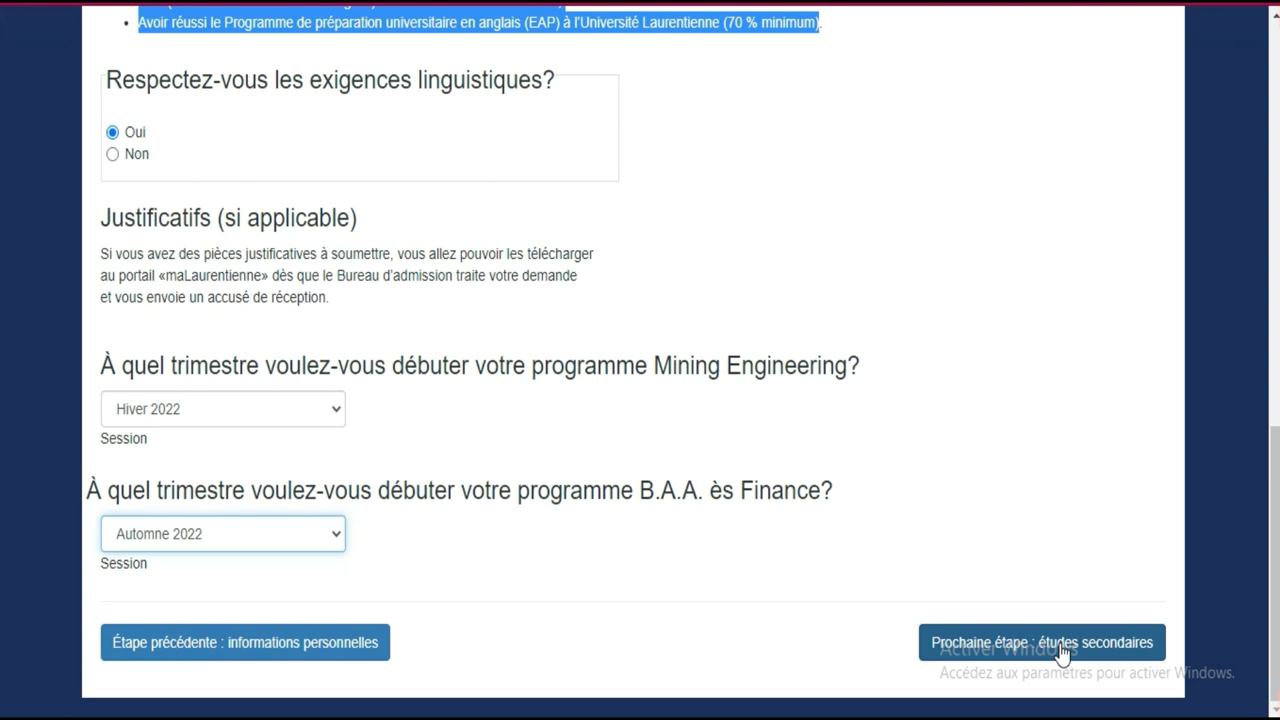 Avoir réussi le Programme de préparation universitaire en anglais (EAP) à l'Université Laurentienne (70 % minimum).
Respectez-vous les exigences linguistiques?
Oui
Non
Justificatifs (si applicable)
Si vous avez des pièces justificatives à soumettre, vous allez pouvoir les télécharger
au portail «maLaurentienne» dès que le Bureau d'admission traite votre demande
et vous envoie un accusé de réception.
À quel trimestre voulez-vous débuter votre programme Mining Engineering?
Hiver 2022
Session
À quel trimestre voulez-vous débuter votre programme B.A.A. ès Finance?
Automne 2022
Session
Étape précédente : informations personnelles
Prochaine étape : études secondaires
Activer Windows
Accédez aux paramètres pour activer Windows.